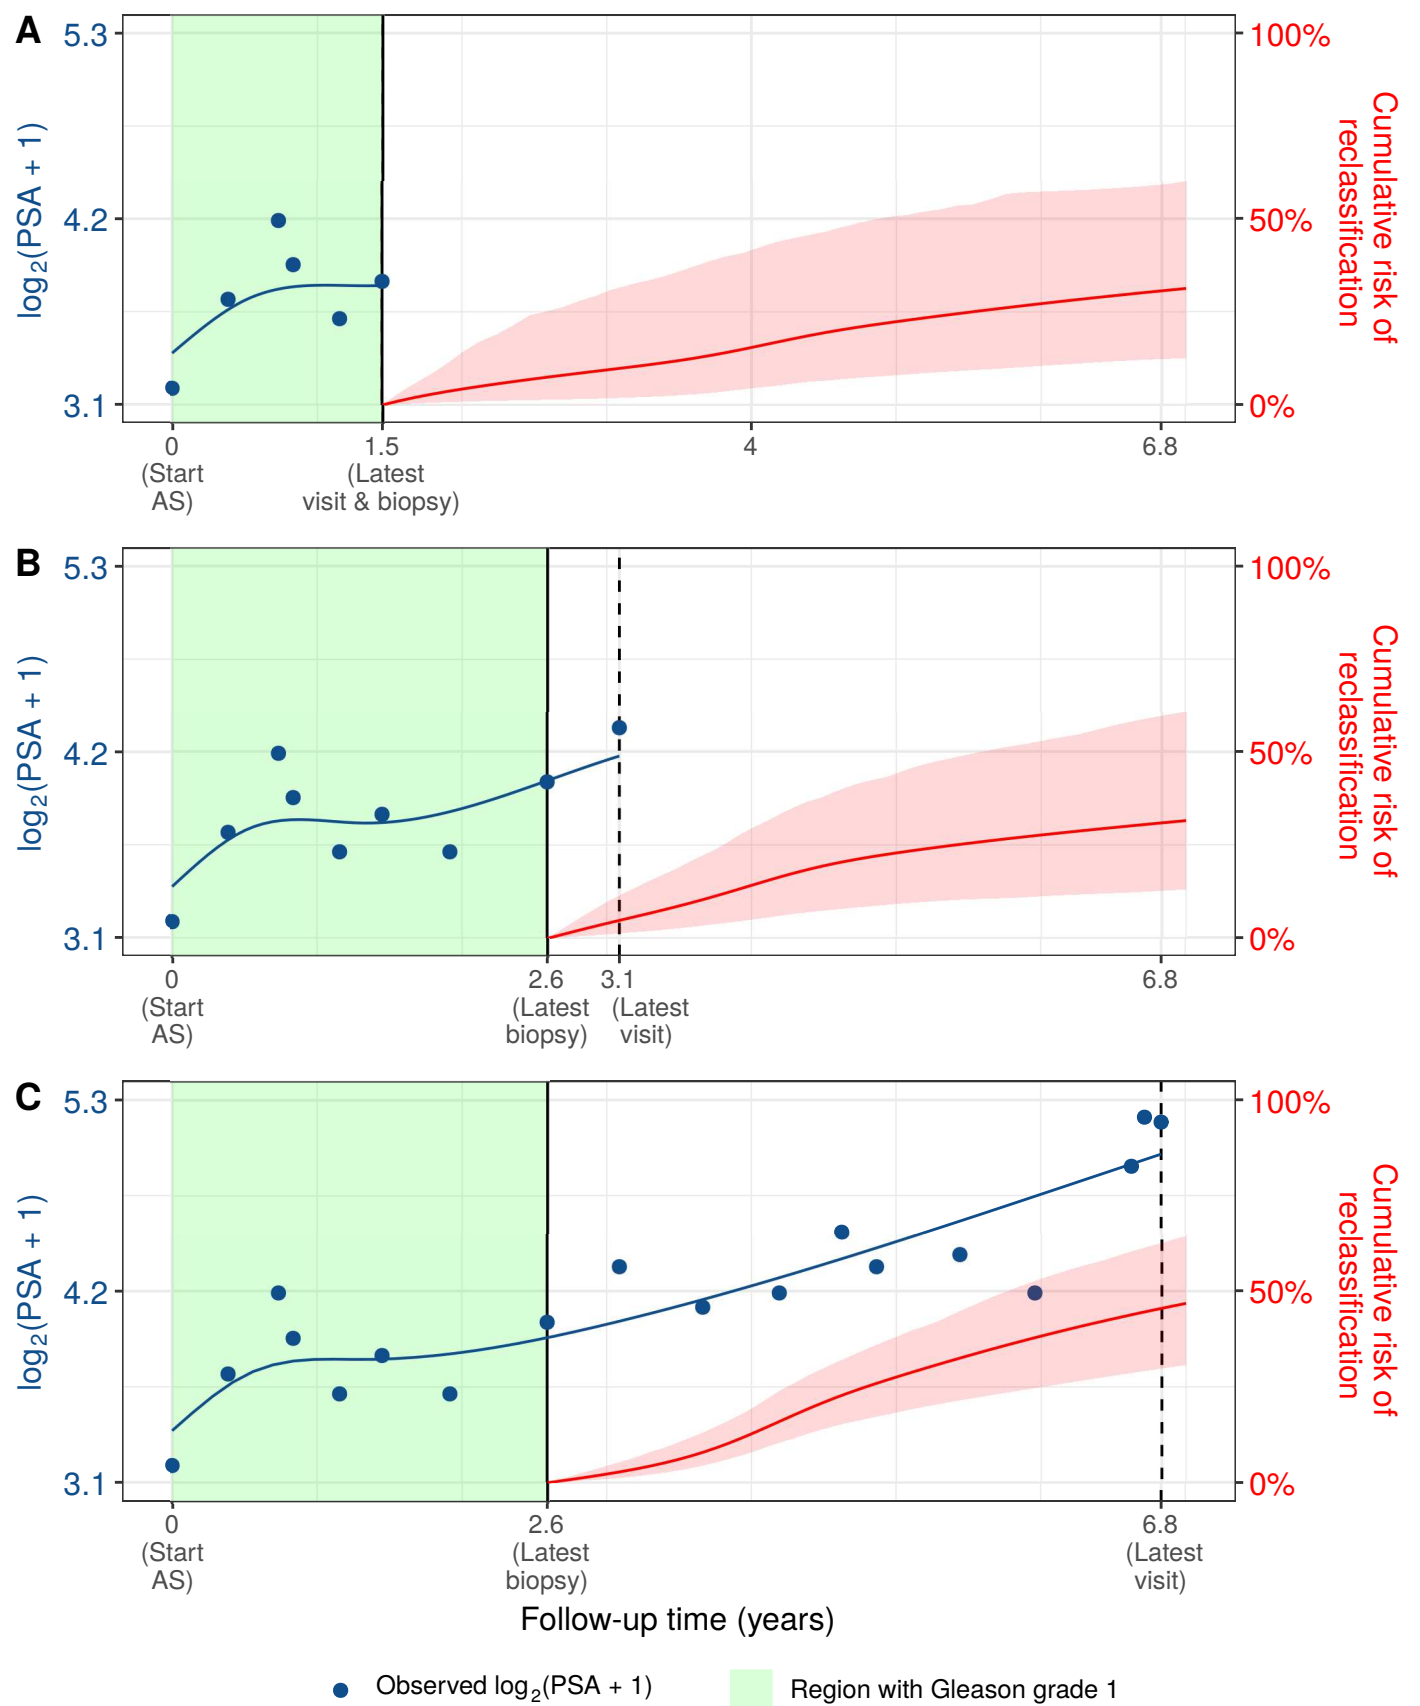 A
5.3
4.2
3.1
log2(PSA + 1)
100%
50%
0%
Cumulative risk of
reclassification
0
(Start
AS)
1.5
(Latest
visit & biopsy)
4
6.8
B
5.3
4.2
3.1
log2(PSA + 1)
100%
50%
0%
Cumulative risk of
reclassification
0
(Start
AS)
2.6
(Latest
biopsy)
3.1
(Latest
visit)
6.8
C
5.3
4.2
3.1
log2(PSA + 1)
100%
50%
0%
Cumulative risk of
reclassification
0
(Start
AS)
2.6
(Latest
biopsy)
6.8
(Latest
visit)
Follow-up time (years)
Observed log2(PSA + 1)
Region with Gleason grade 1